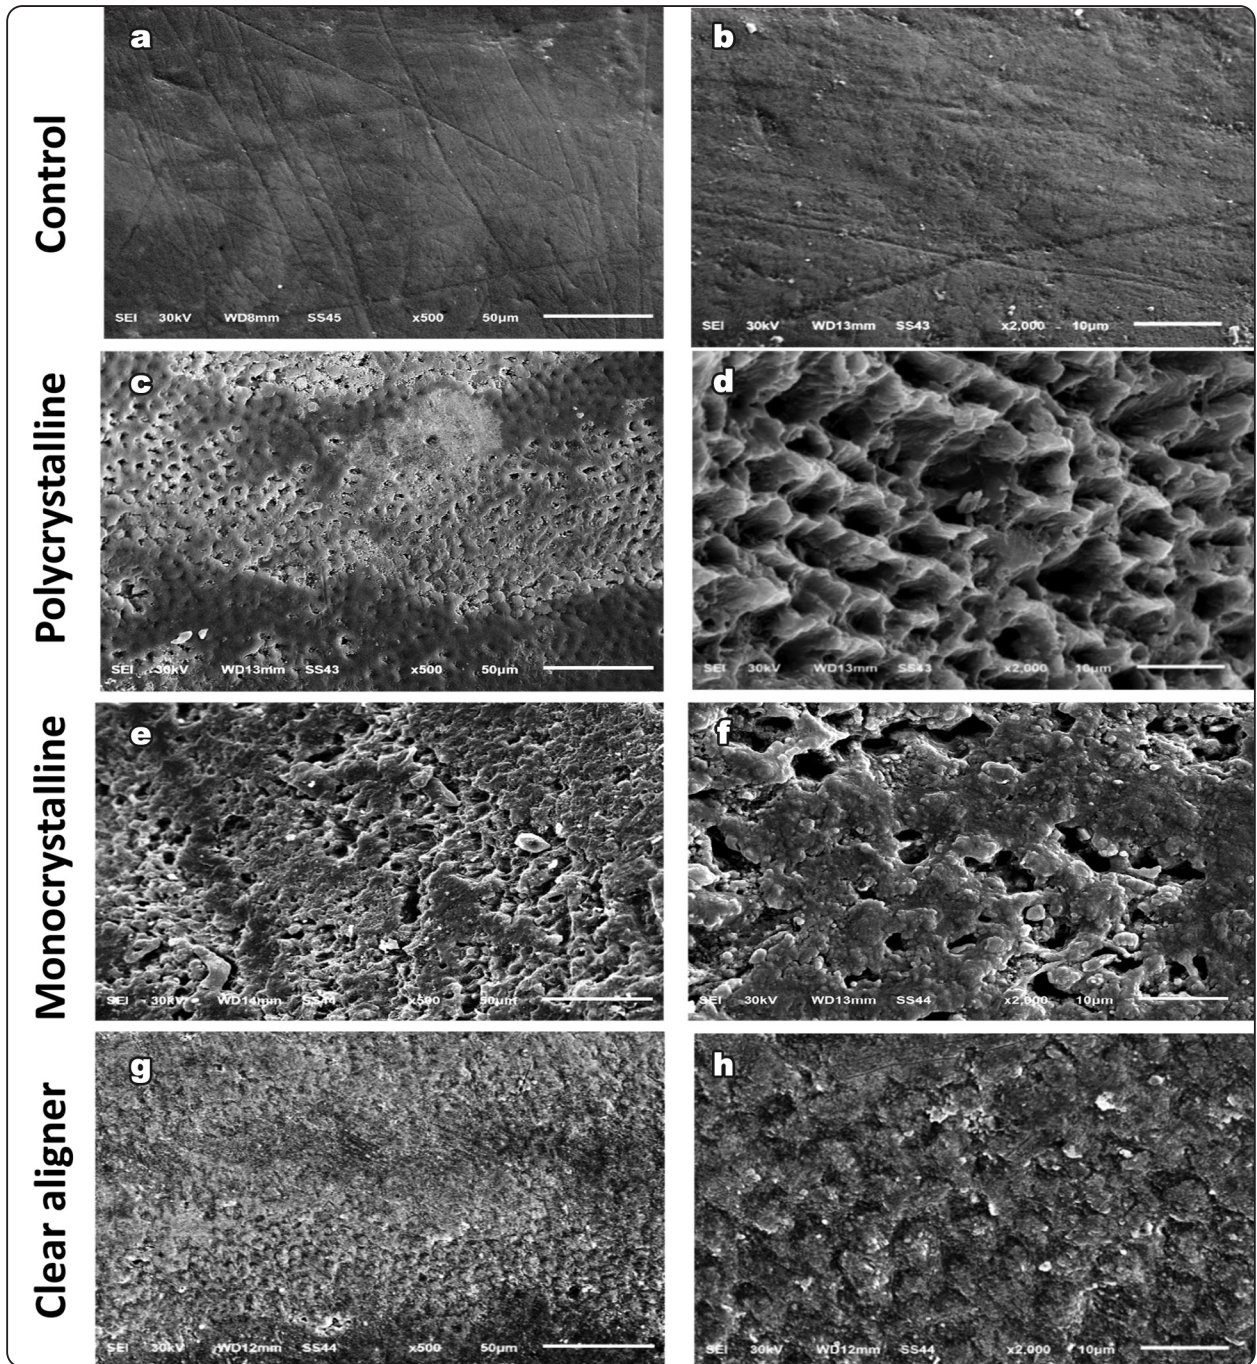 Control
a
SEI 30kV WD8mm SS45 x500 50µm
b
SEI 30kV WD13mm SS43 x2,000 10µm
Polycrystalline
c
SEI 30kV WD13mm SS43 x500 50µm
d
SEI 30kV WD13mm SS43 x2,000 10µm
Monocrystalline
e
SEI 30kV WD14mm SS44 x500 50µm
f
SEI 30kV WD13mm SS44 x2,000 10µm
Clear aligner
g
SEI 30kV WD12mm SS44 x500 50µm
h
SEI 30kV WD12mm SS44 x2,000 10µm